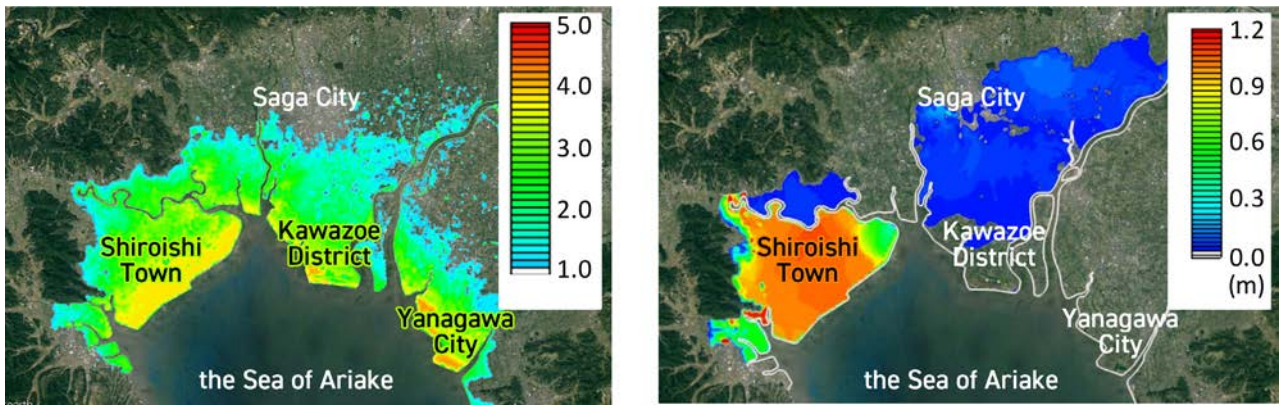 5.0
4.0
3.0
2.0
1.0
Saga City
Shiroishi
Town
Kawazoe
District
Yanagawa
City
the Sea of Ariake
1.2
0.9
0.6
0.3
0.0
(m)
Saga City
Shiroishi
Town
Kawazoe
District
Yanagawa
City
the Sea of Ariake